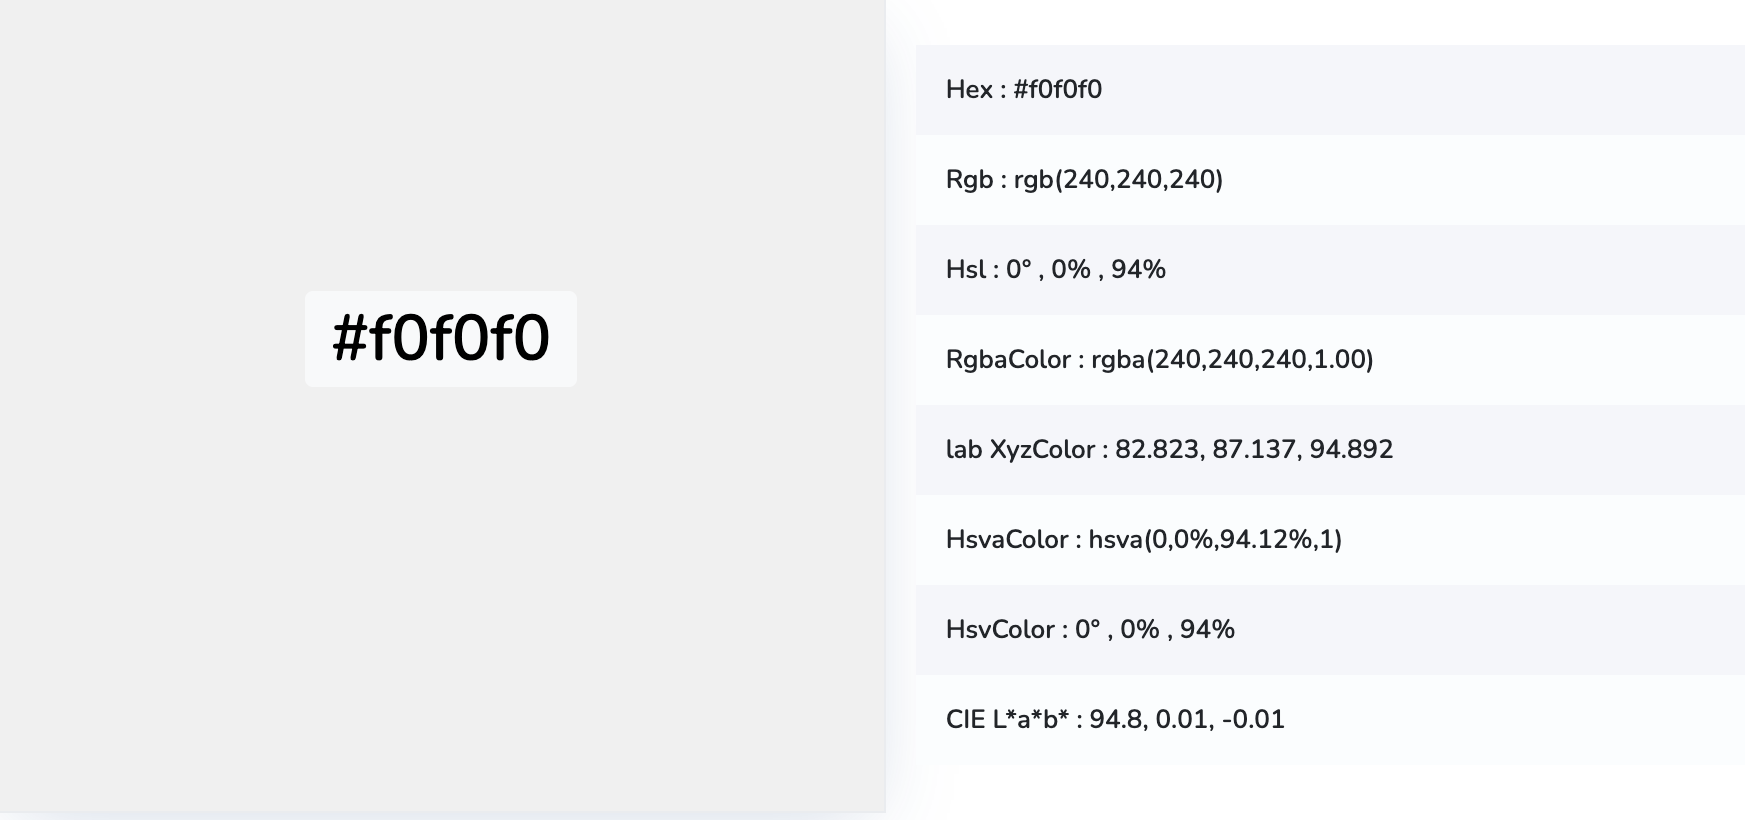 #f0f0f0
Hex : #f0f0f0
Rgb : rgb(240,240,240)
Hsl : 0° , 0% , 94%
RgbaColor : rgba(240,240,240,1.00)
lab XyzColor : 82.823, 87.137, 94.892
HsvaColor : hsva(0,0%,94.12%,1)
HsvColor : 0° , 0% , 94%
CIE L*a*b* : 94.8, 0.01, -0.01